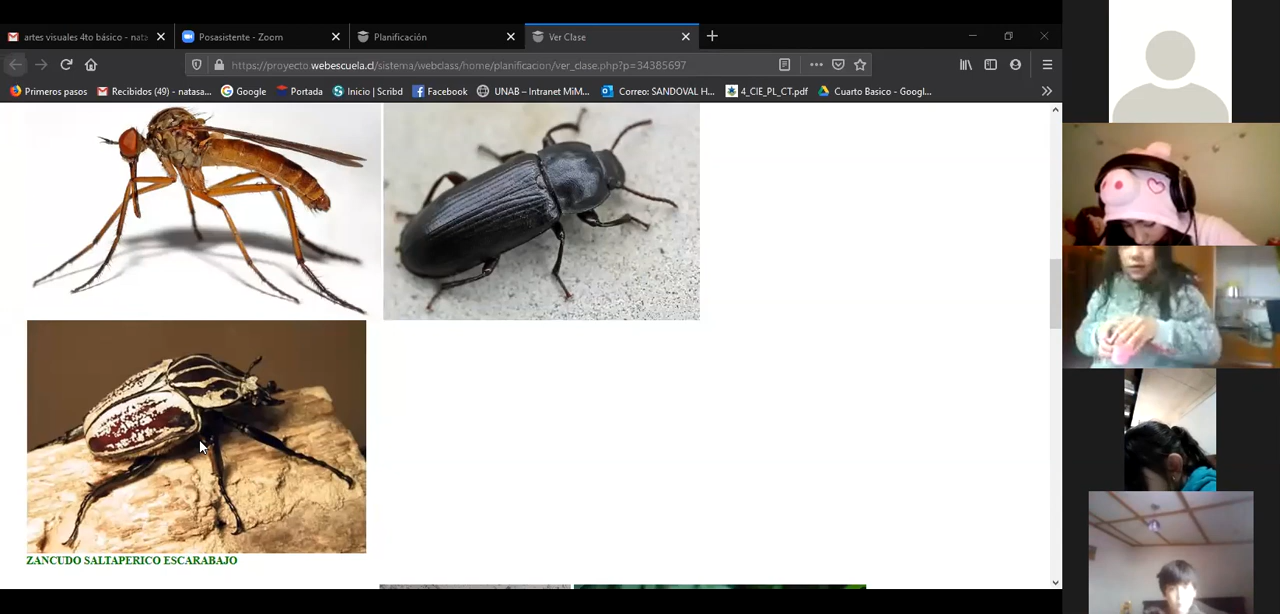 artes visuales 4to básico - nata
Posasistente - Zoom
Planificación
Ver Clase
https://proyecto.webescuela.cl/sistema/webclass/home/planificacion/ver_clase.php?p=34385697
Primeros pasos
Recibidos (49) - natasa...
Google
Portada
Inicio | Scribd
Facebook
UNAB – Intranet MiM...
Correo: SANDOVAL H...
4_CIE_PL_CT.pdf
Cuarto Basico - Googl...
ZANCUDO SALTAPERICO ESCARABAJO